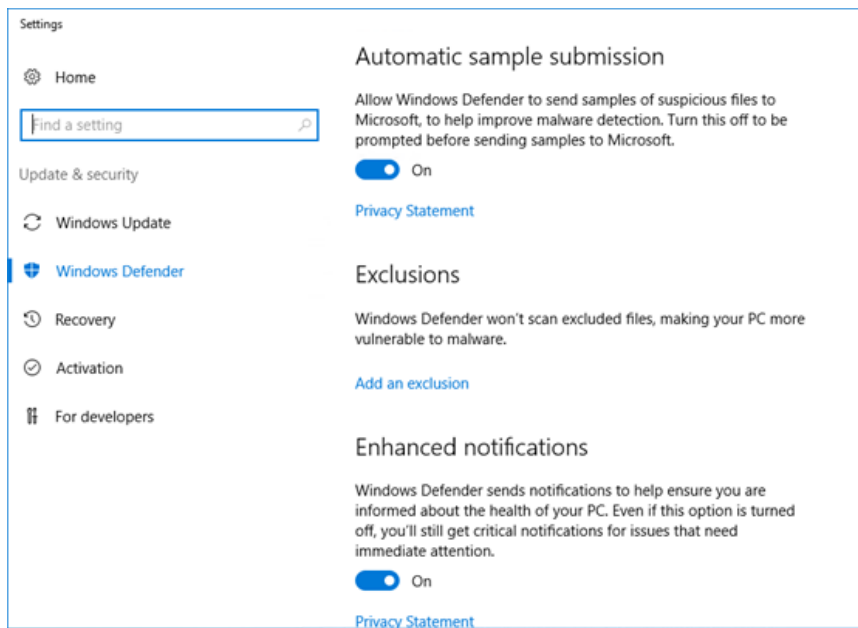 Settings
Home
Find a setting
Update & security
Windows Update
Windows Defender
Recovery
Activation
For developers
Automatic sample submission
Allow Windows Defender to send samples of suspicious files to
Microsoft, to help improve malware detection. Turn this off to be
prompted before sending samples to Microsoft.
On
Privacy Statement
Exclusions
Windows Defender won't scan excluded files, making your PC more
vulnerable to malware.
Add an exclusion
Enhanced notifications
Windows Defender sends notifications to help ensure you are
informed about the health of your PC. Even if this option is turned
off, you'll still get critical notifications for issues that need
immediate attention.
On
Privacy Statement